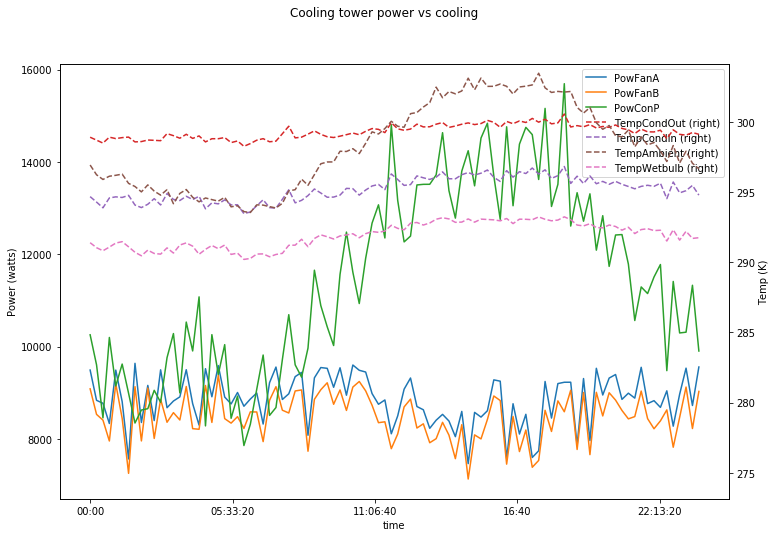 Cooling tower power vs cooling
16000
14000
12000
10000
8000
Power (watts)
PowFanA
PowFanB
PowConP
TempCondOut (right)
TempCondIn (right)
TempAmbient (right)
TempWetbulb (right)
300
295
290
285
280
275
Temp (K)
00:00
05:33:20
11:06:40
16:40
22:13:20
time